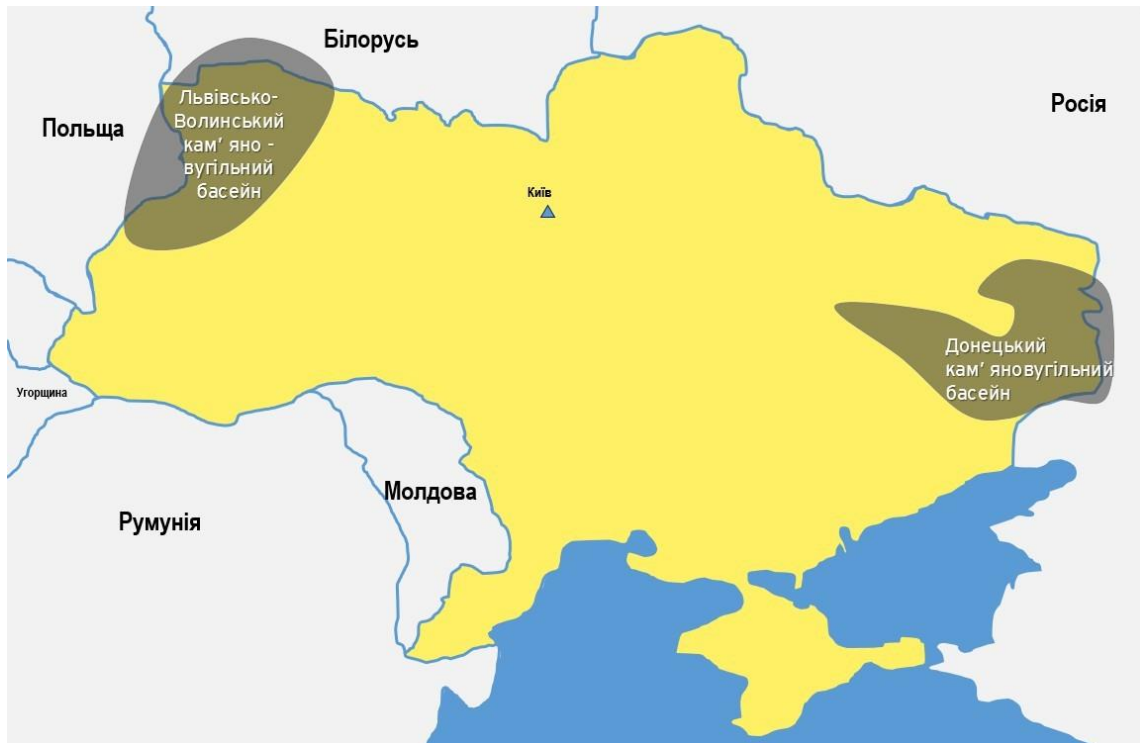 Білорусь
Росія
Польща
Львівсько-
Волинський
кам' яно -
вугільний
басейн
Київ
Донецький
кам' яновугільний
басейн
Угорщина
Молдова
Румунія